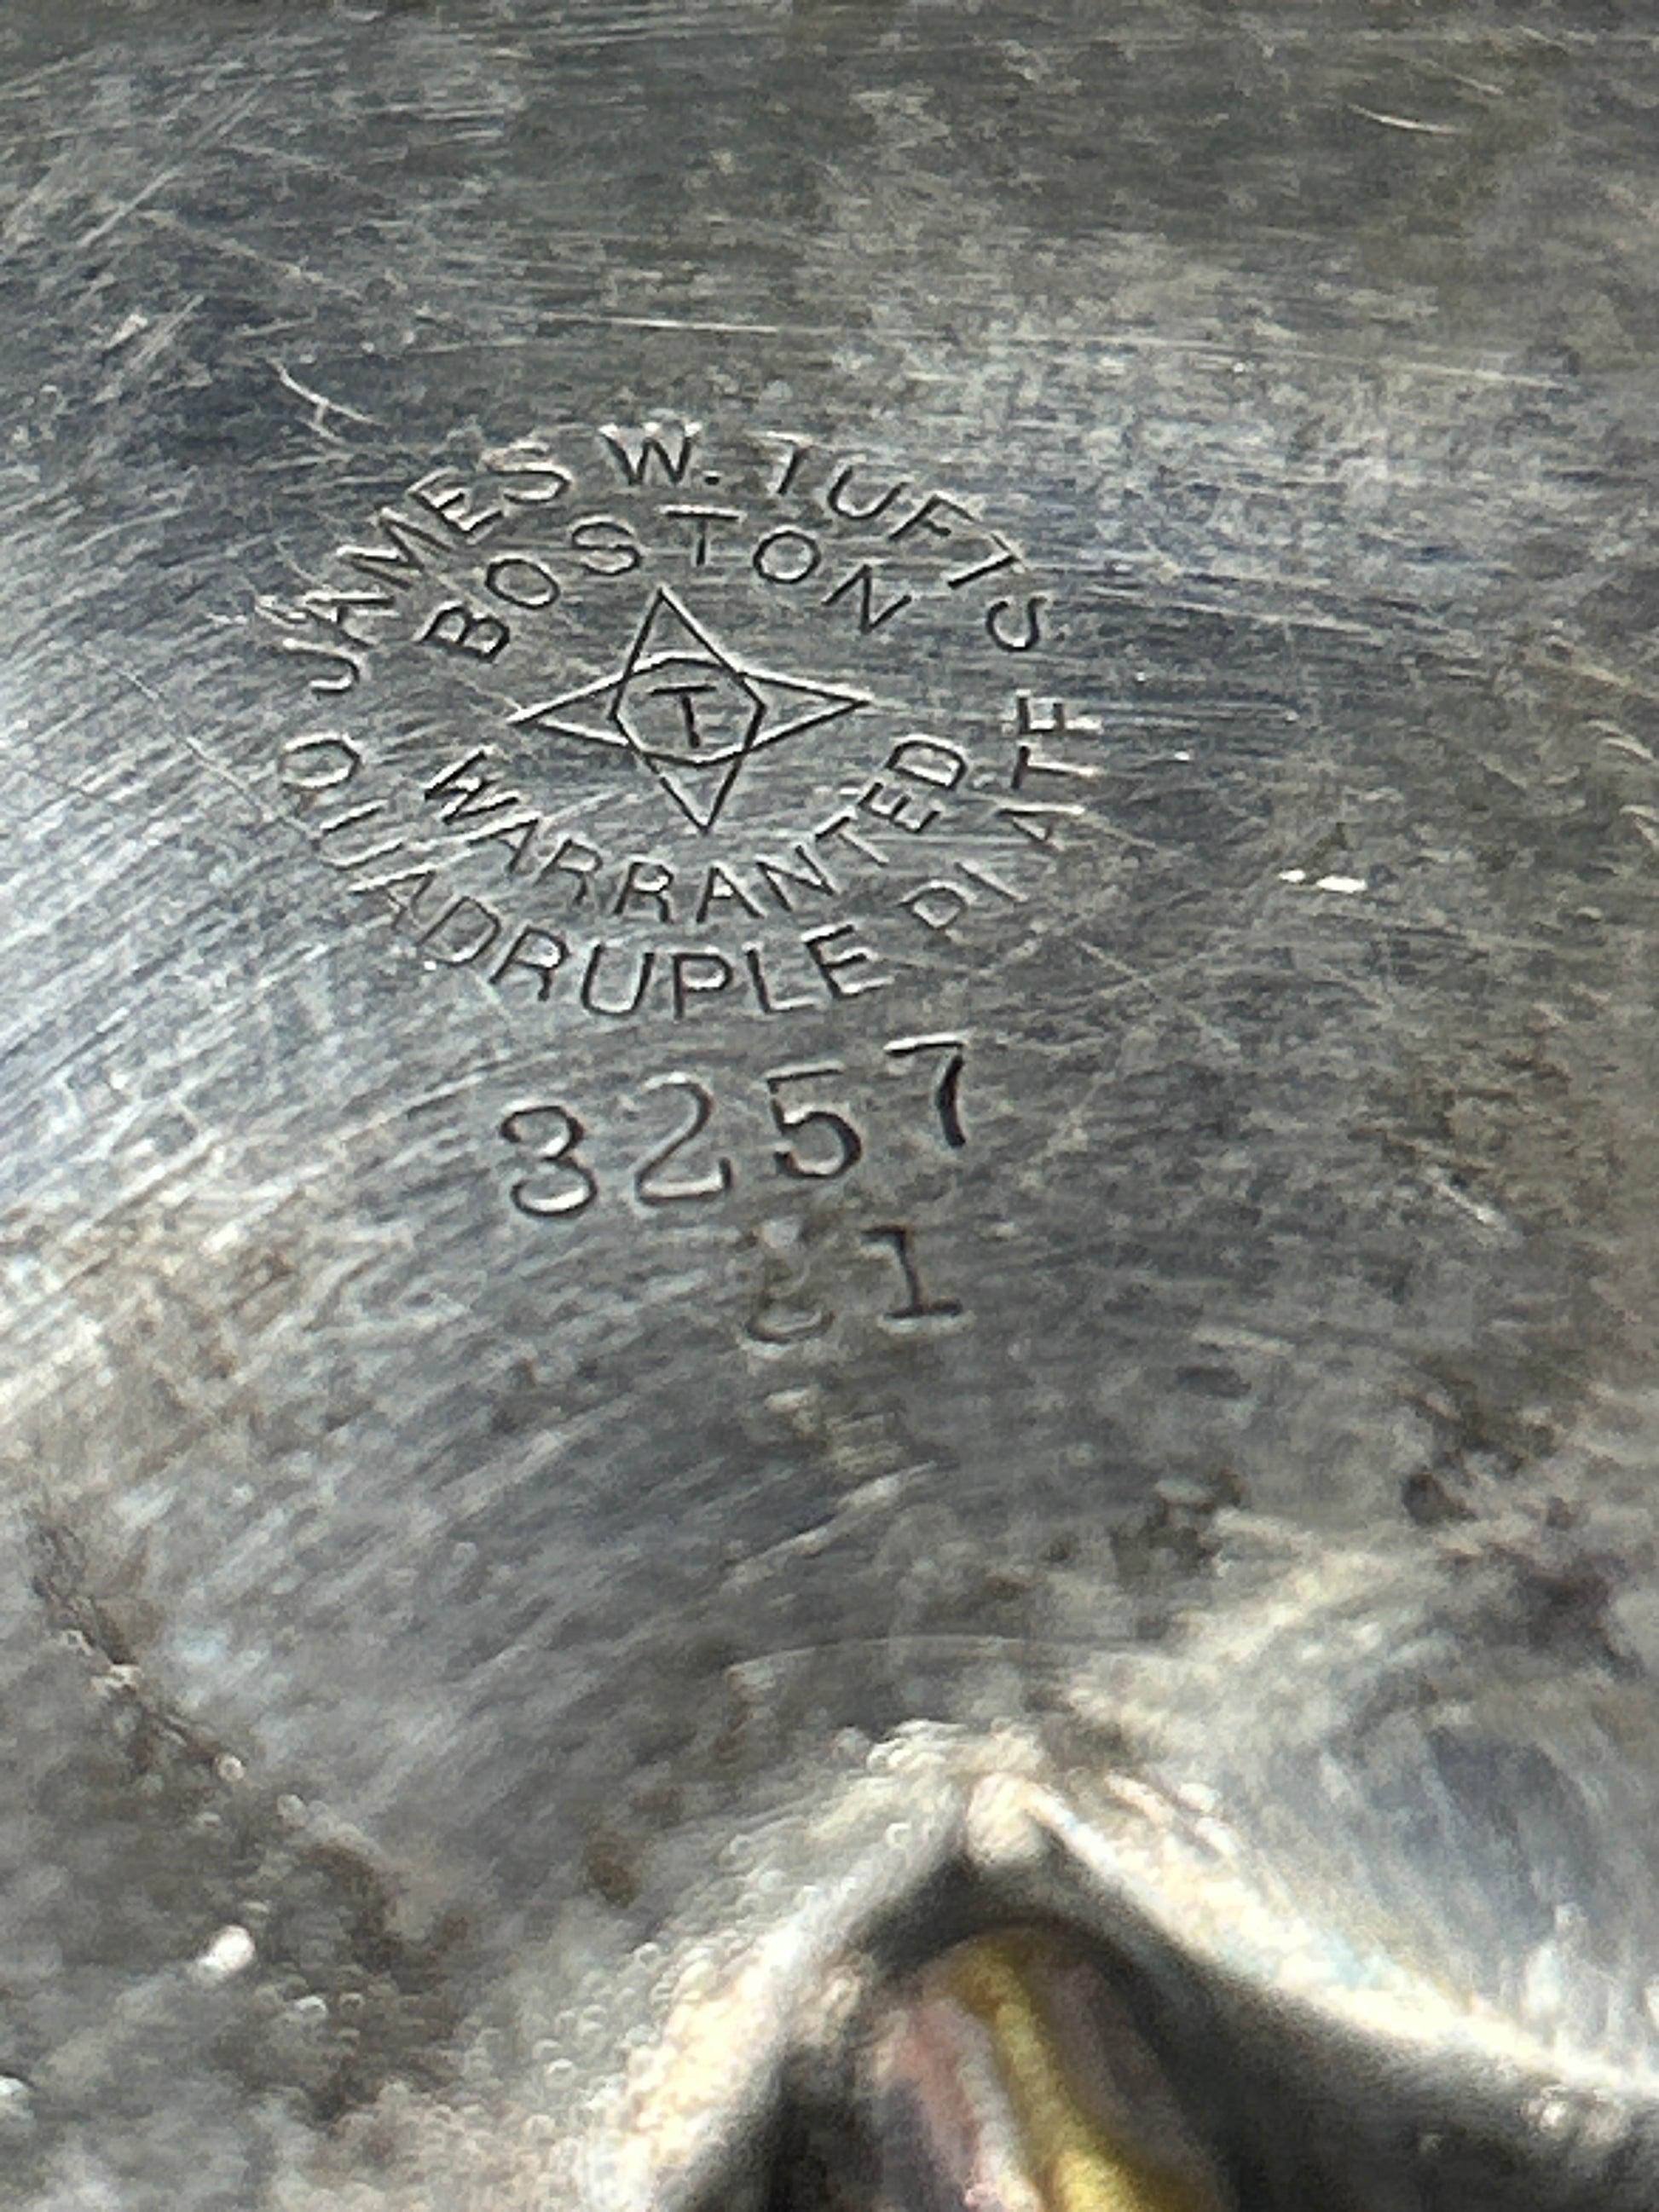 JAMES W. TUFTS
BOSTON
T
WARRANTED
QUADRUPLE PLATE
3257